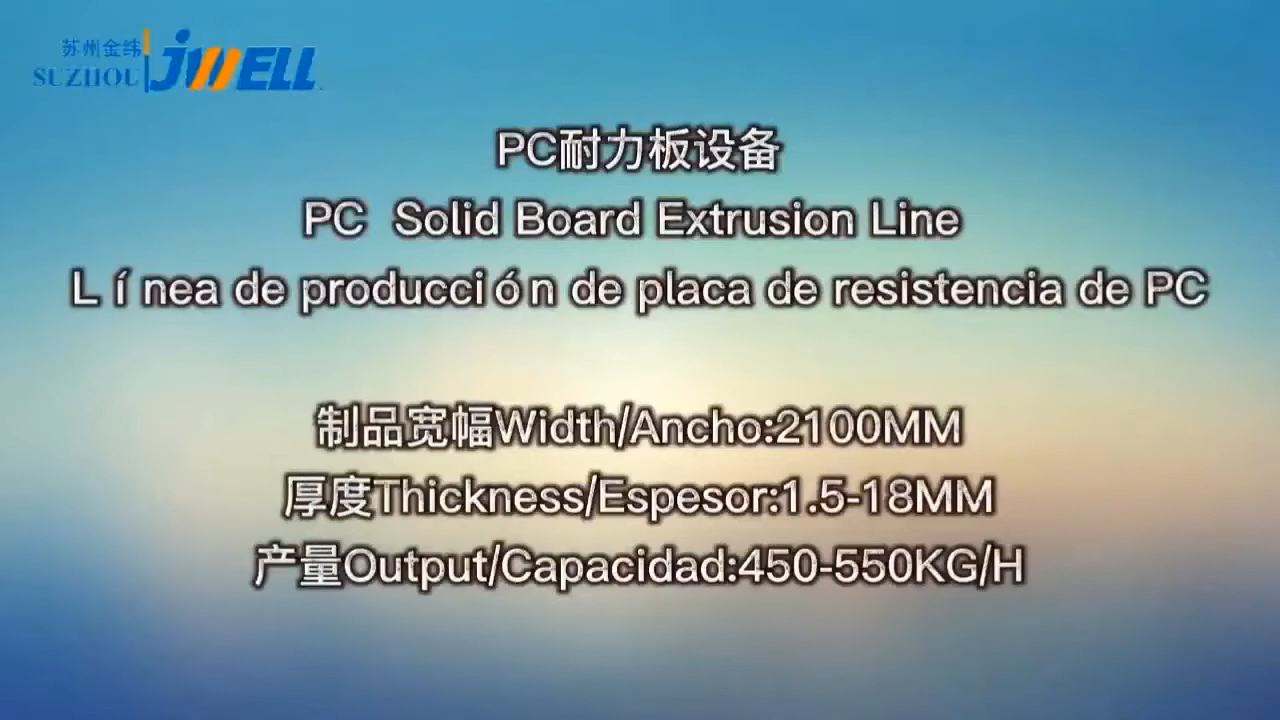 苏州金纬
SUZHOU JWELL
PC耐力板设备
PC Solid Board Extrusion Line
Línea de producción de placa de resistencia de PC
制品宽幅Width/Ancho:2100MM
厚度Thickness/Espesor:1.5-18MM
产量Output/Capacidad:450-550KG/H